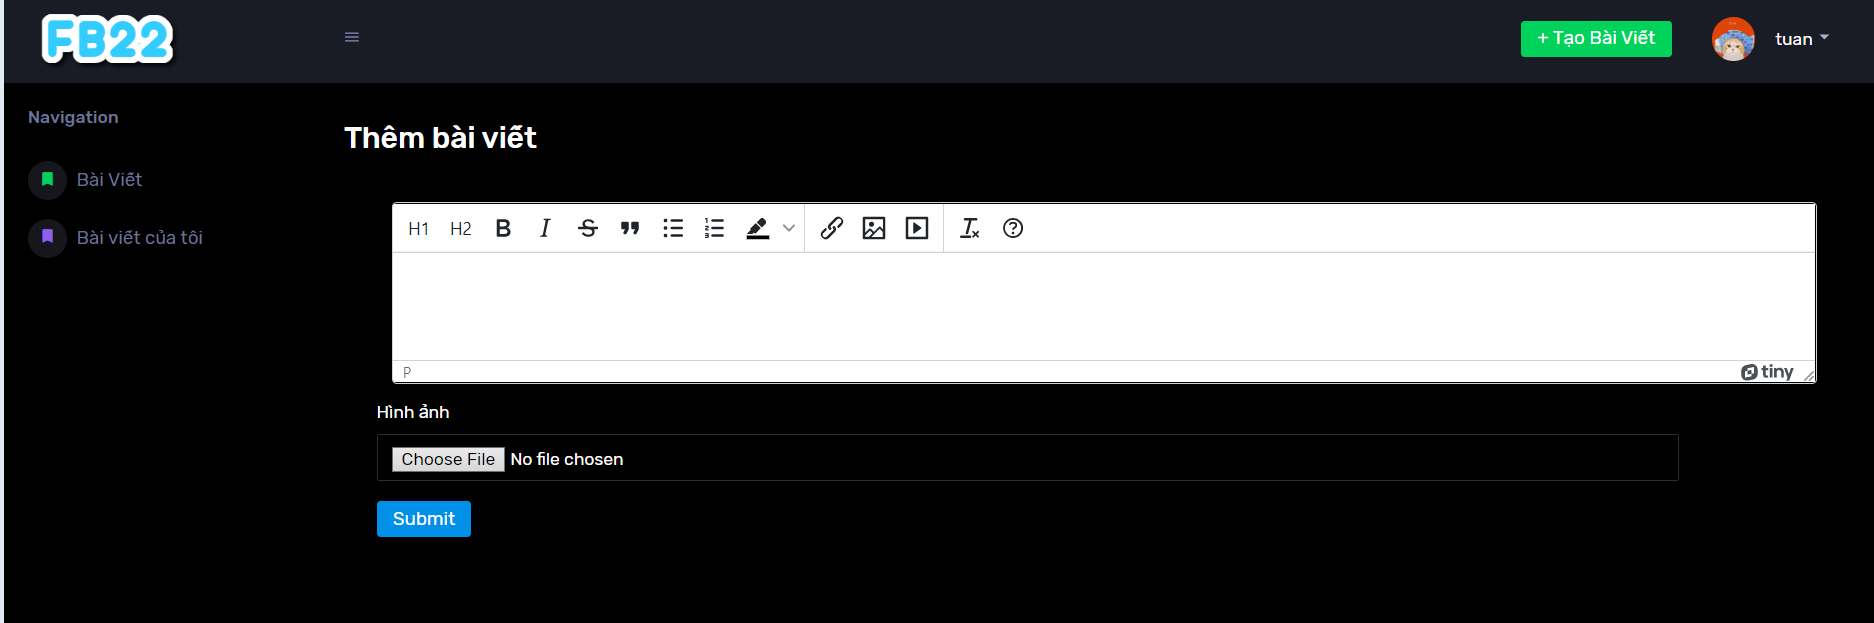 FB22
+ Tạo Bài Viết
tuan
Navigation
Bài Viết
Bài viết của tôi
Thêm bài viết
H1 H2 B I S
P
tiny
Hình ảnh
Choose File No file chosen
Submit